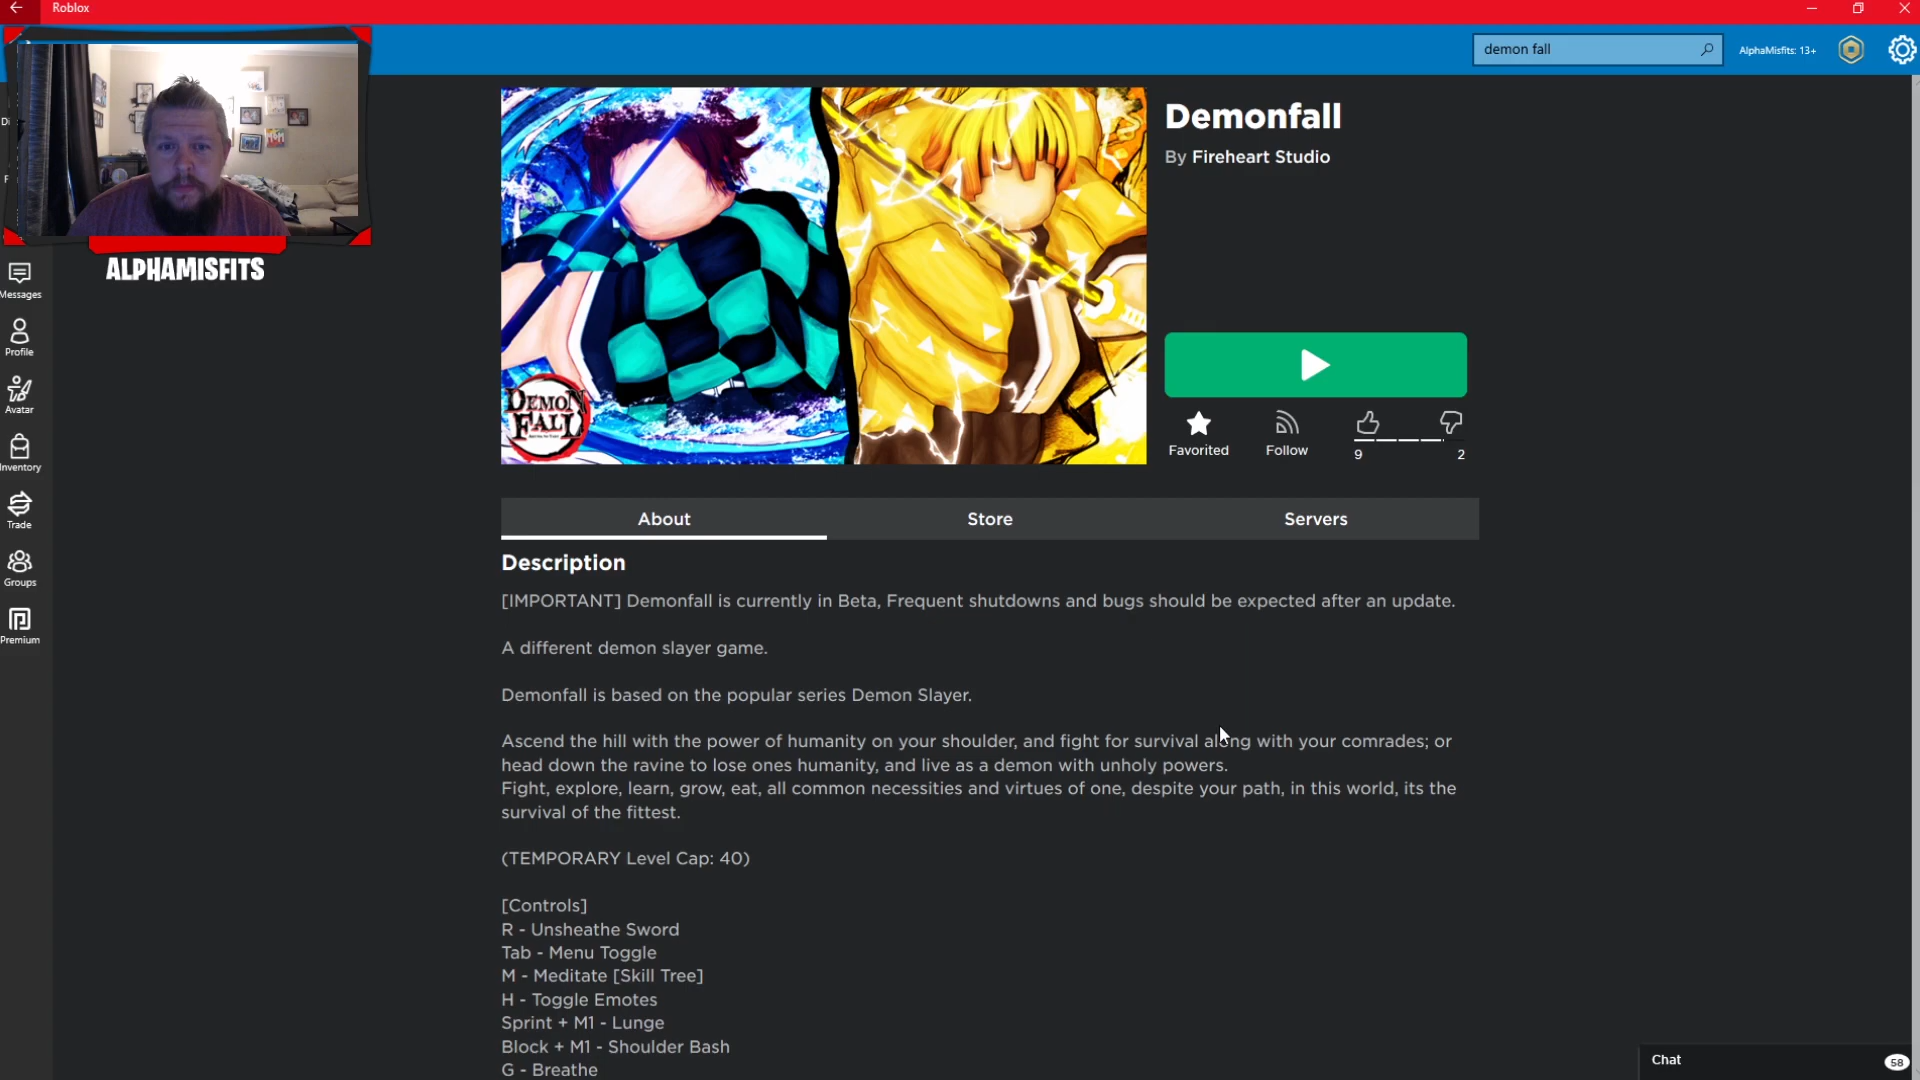 Roblox
demon fall
AlphaMisfits: 13+
ALPHAMISFITS
Messages
Profile
Avatar
Inventory
Trade
Groups
Premium
DEMON
FALL
Demonfall
By Fireheart Studio
Favorited
Follow
9
2
About
Store
Servers
Description
[IMPORTANT] Demonfall is currently in Beta, Frequent shutdowns and bugs should be expected after an update.
A different demon slayer game.
Demonfall is based on the popular series Demon Slayer.
Ascend the hill with the power of humanity on your shoulder, and fight for survival along with your comrades; or
head down the ravine to lose ones humanity, and live as a demon with unholy powers.
Fight, explore, learn, grow, eat, all common necessities and virtues of one, despite your path, in this world, its the
survival of the fittest.
(TEMPORARY Level Cap: 40)
[Controls]
R - Unsheathe Sword
Tab - Menu Toggle
M - Meditate [Skill Tree]
H - Toggle Emotes
Sprint + M1 - Lunge
Block + M1 - Shoulder Bash
G - Breathe
Chat
58